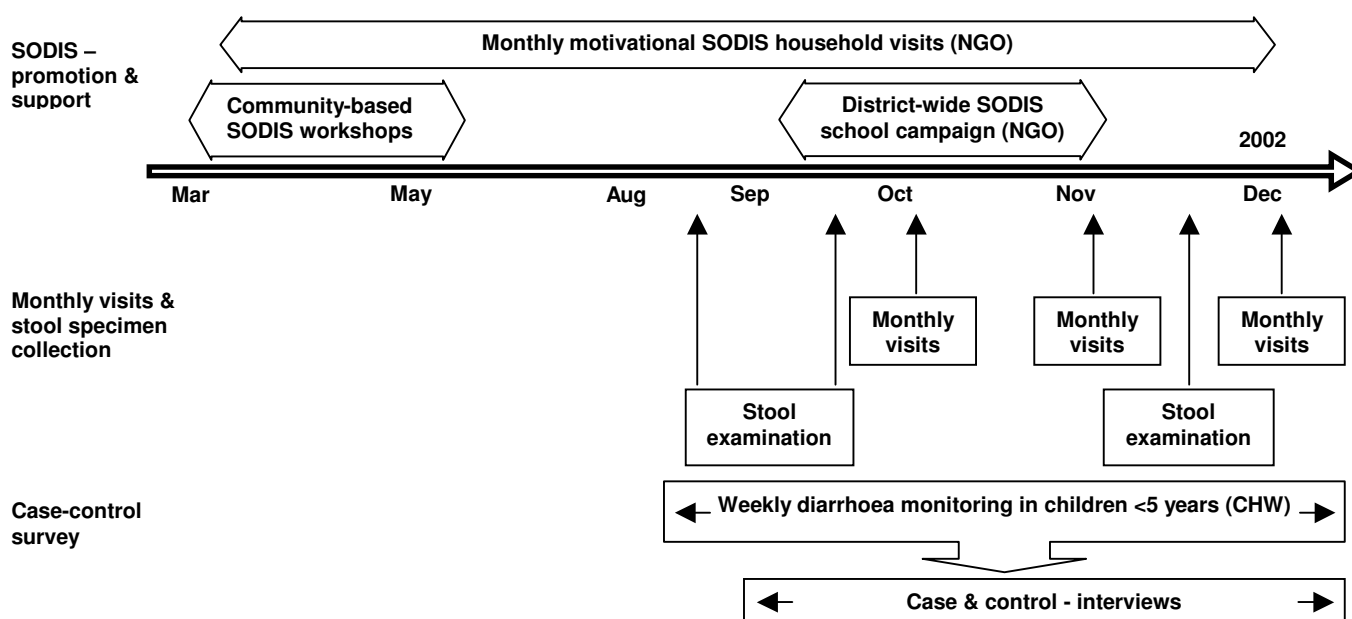 SODIS –
promotion &
support
Monthly motivational SODIS household visits (NGO)
Community-based
SODIS workshops
District-wide SODIS
school campaign (NGO)
2002
Mar
May
Aug
Sep
Oct
Nov
Dec
Monthly visits &
stool specimen
collection
Monthly
visits
Monthly
visits
Monthly
visits
Stool
examination
Stool
examination
Case-control
survey
Weekly diarrhoea monitoring in children <5 years (CHW)
Case & control - interviews